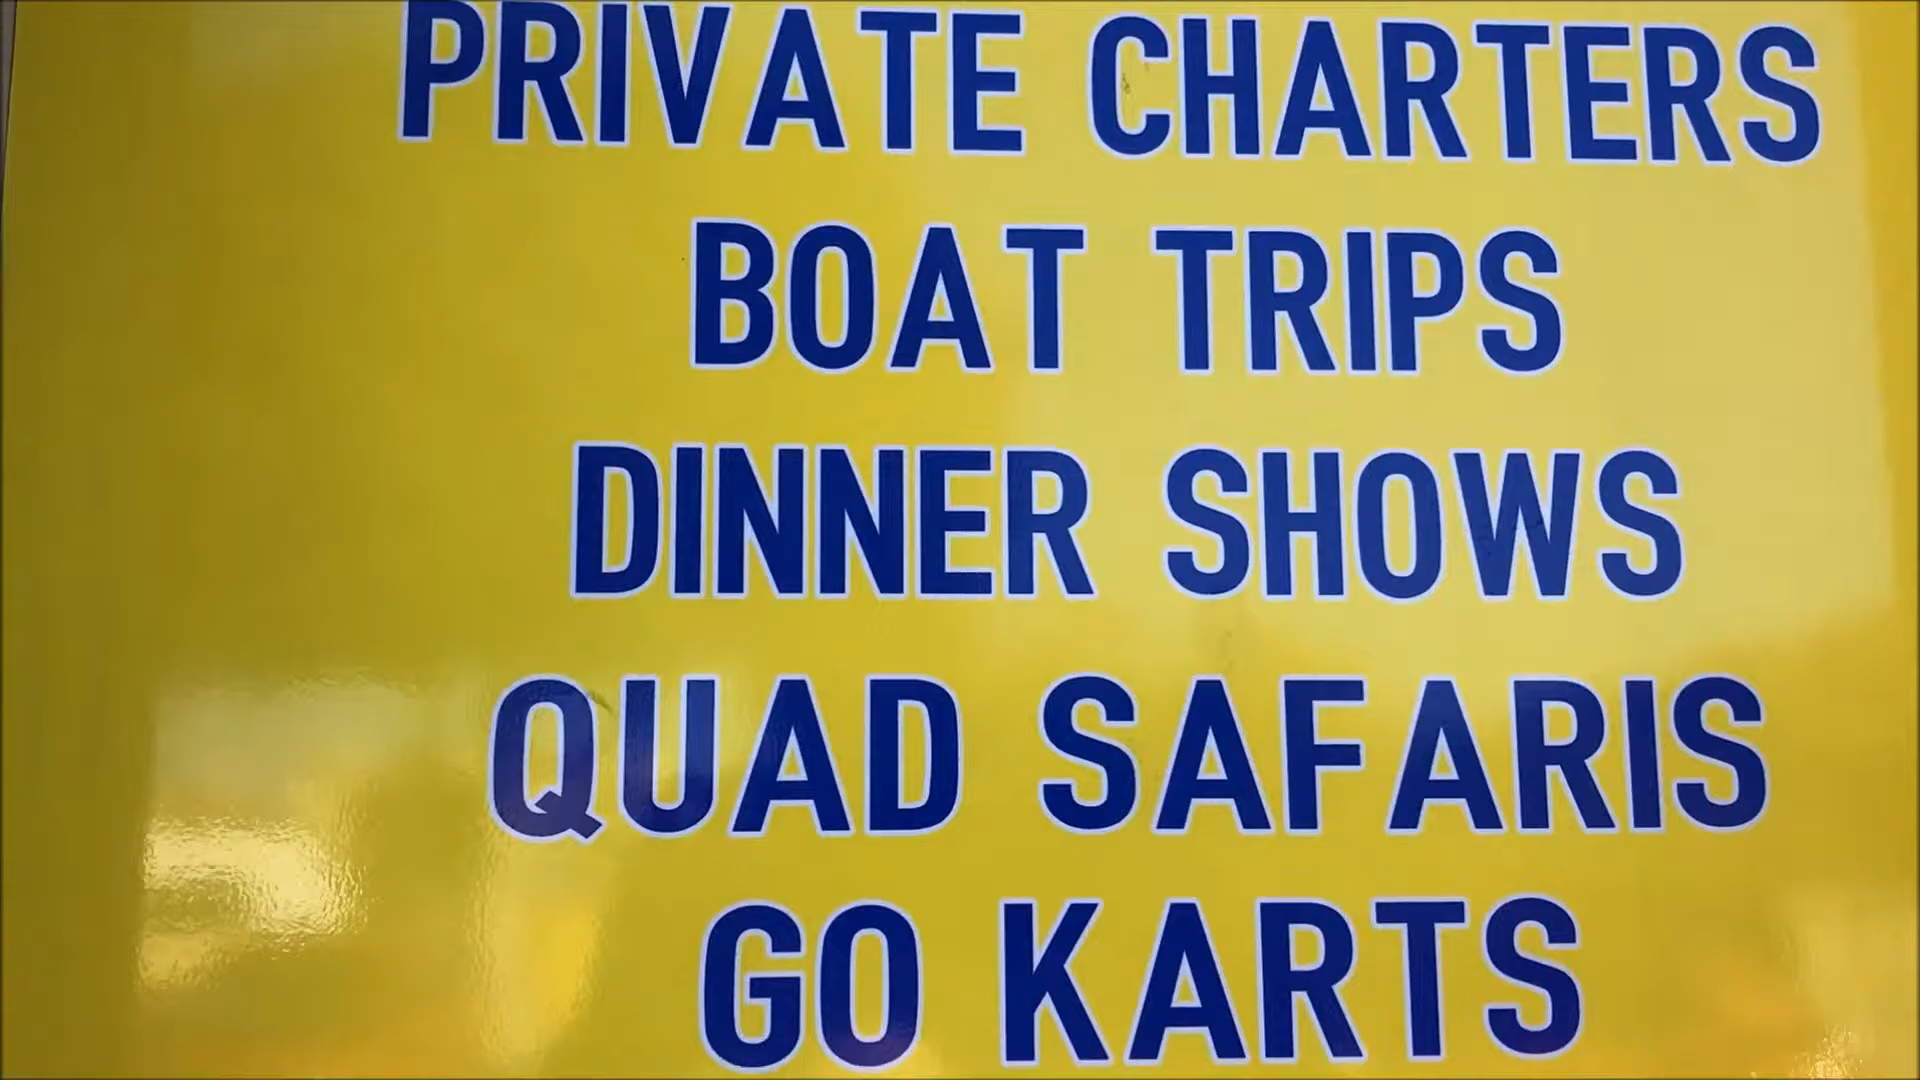 PRIVATE CHARTERS
BOAT TRIPS
DINNER SHOWS
QUAD SAFARIS
GO KARTS